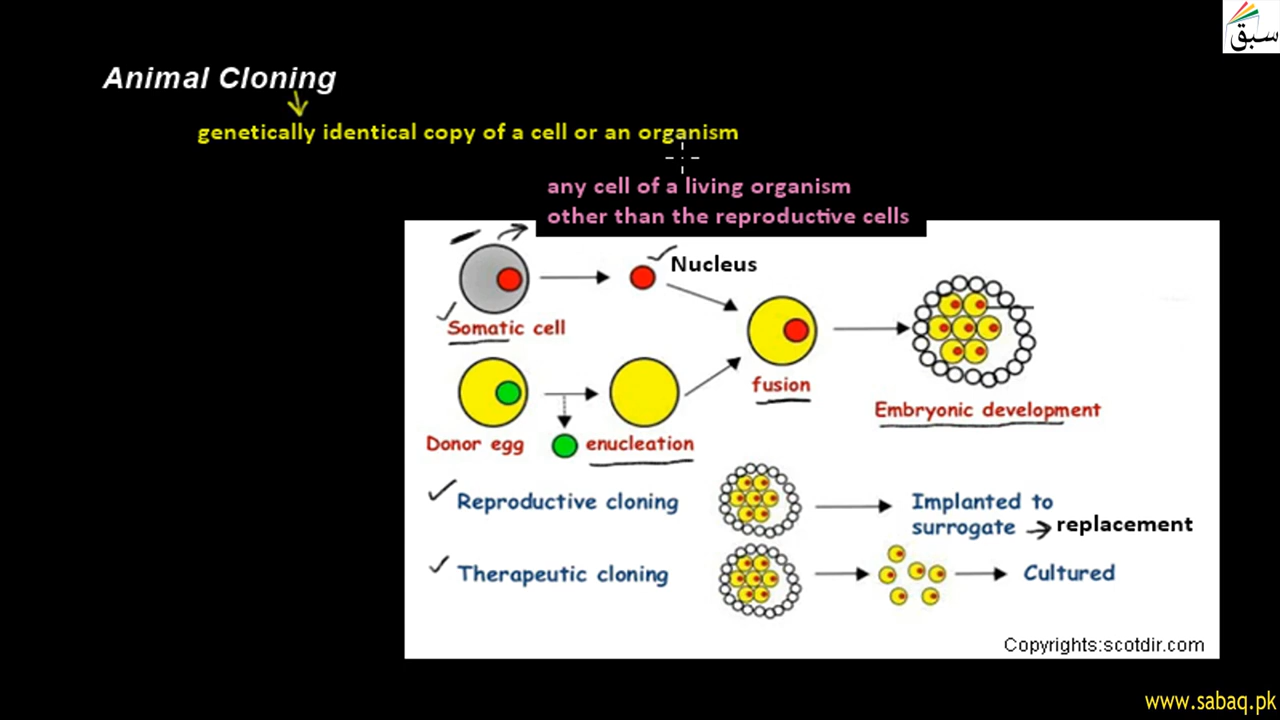 سبق
Animal Cloning
genetically identical copy of a cell or an organism
any cell of a living organism
other than the reproductive cells
Nucleus
Somatic cell
fusion
Embryonic development
Donor egg
enucleation
Reproductive cloning
Implanted to
surrogate
replacement
Therapeutic cloning
Cultured
Copyrights:scotdir.com
www.sabaq.pk